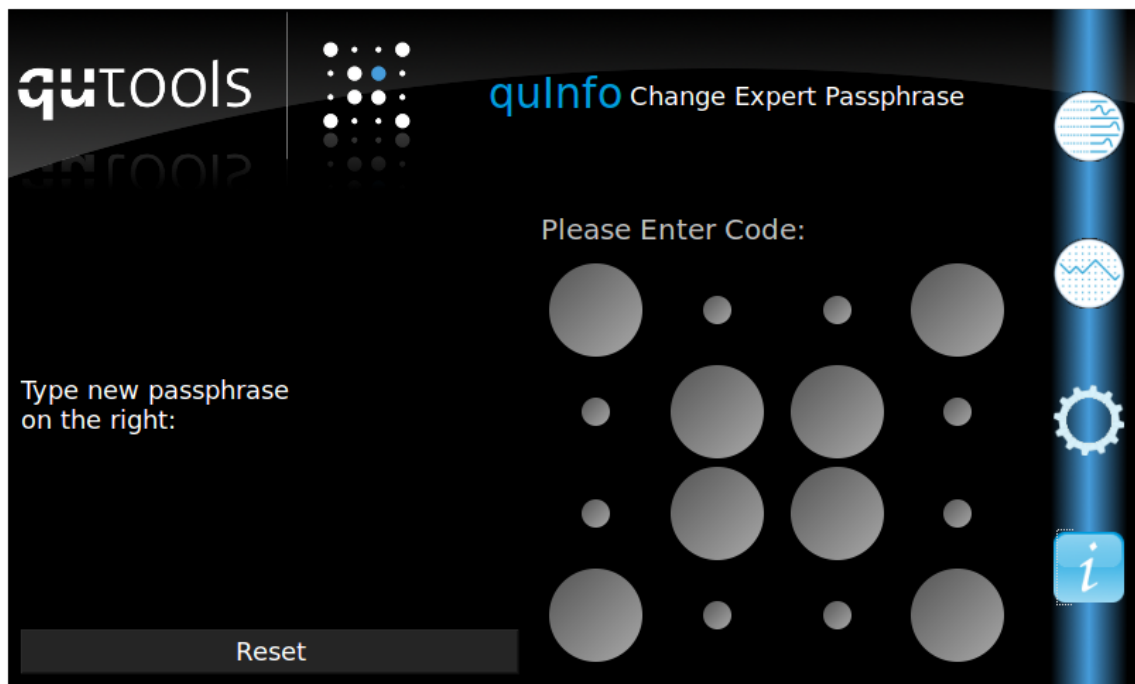 qutools
quInfo Change Expert Passphrase
Please Enter Code:
Type new passphrase
on the right:
i
Reset